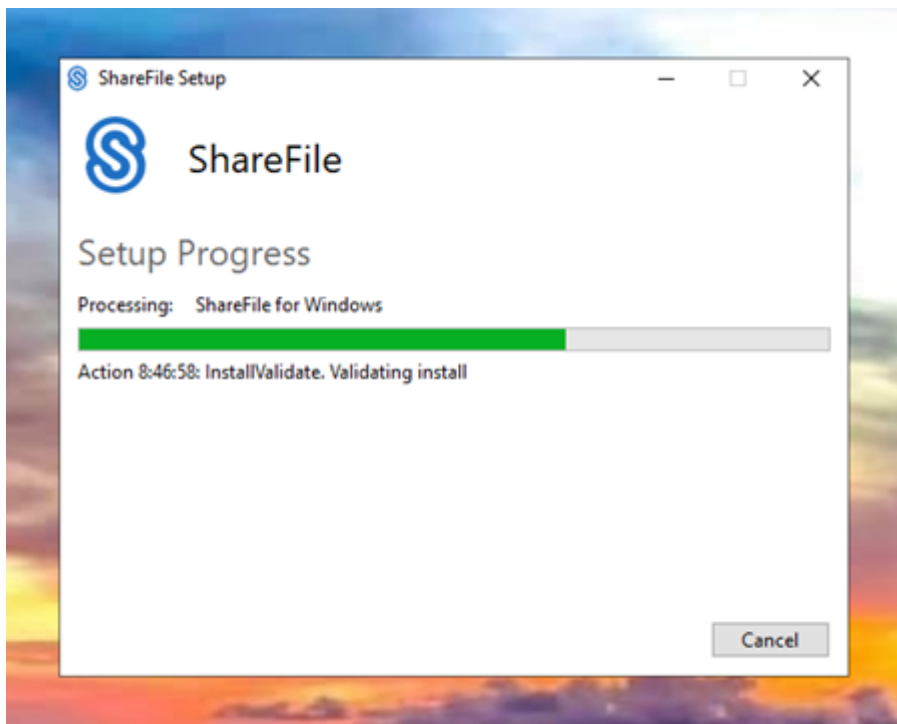 ShareFile Setup
ShareFile
Setup Progress
Processing: ShareFile for Windows
Action 8:46:58: InstallValidate. Validating install
Cancel